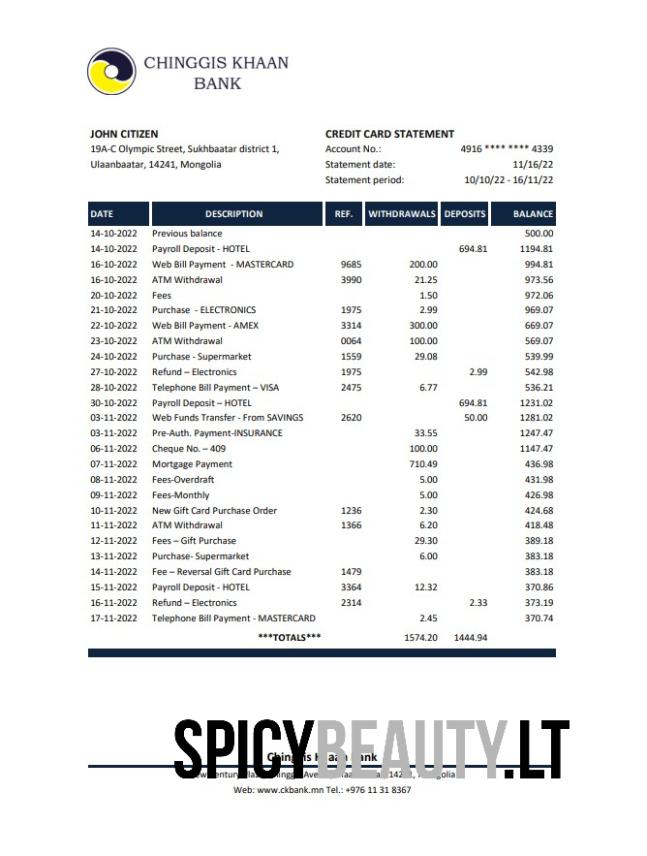 CHINGGIS KHAAN
BANK
JOHN CITIZEN
19A-C Olympic Street, Sukhbaatar district 1,
Ulaanbaatar, 14241, Mongolia
CREDIT CARD STATEMENT
Account No.: 4916 **** **** 4339
Statement date: 11/16/22
Statement period: 10/10/22 - 16/11/22
DATE DESCRIPTION REF. WITHDRAWALS DEPOSITS BALANCE
14-10-2022 Previous balance 500.00
14-10-2022 Payroll Deposit - HOTEL 694.81 1194.81
16-10-2022 Web Bill Payment - MASTERCARD 9685 200.00 994.81
16-10-2022 ATM Withdrawal 3990 21.25 973.56
20-10-2022 Fees 1.50 972.06
21-10-2022 Purchase - ELECTRONICS 1975 2.99 969.07
22-10-2022 Web Bill Payment - AMEX 3314 300.00 669.07
23-10-2022 ATM Withdrawal 0064 100.00 569.07
24-10-2022 Purchase - Supermarket 1559 29.08 539.99
27-10-2022 Refund – Electronics 1975 2.99 542.98
28-10-2022 Telephone Bill Payment – VISA 2475 6.77 536.21
30-10-2022 Payroll Deposit – HOTEL 694.81 1231.02
03-11-2022 Web Funds Transfer - From SAVINGS 2620 50.00 1281.02
03-11-2022 Pre-Auth. Payment-INSURANCE 33.55 1247.47
06-11-2022 Cheque No. – 409 100.00 1147.47
07-11-2022 Mortgage Payment 710.49 436.98
08-11-2022 Fees-Overdraft 5.00 431.98
09-11-2022 Fees-Monthly 5.00 426.98
10-11-2022 New Gift Card Purchase Order 1236 2.30 424.68
11-11-2022 ATM Withdrawal 1366 6.20 418.48
12-11-2022 Fees – Gift Purchase 29.30 389.18
13-11-2022 Purchase- Supermarket 6.00 383.18
14-11-2022 Fee – Reversal Gift Card Purchase 1479 383.18
15-11-2022 Payroll Deposit - HOTEL 3364 12.32 370.86
16-11-2022 Refund – Electronics 2314 2.33 373.19
17-11-2022 Telephone Bill Payment - MASTERCARD 2.45 370.74
***TOTALS*** 1574.20 1444.94
SPICYBEAUTY.LT
Web: www.ckbank.mn Tel.: +976 11 31 8367